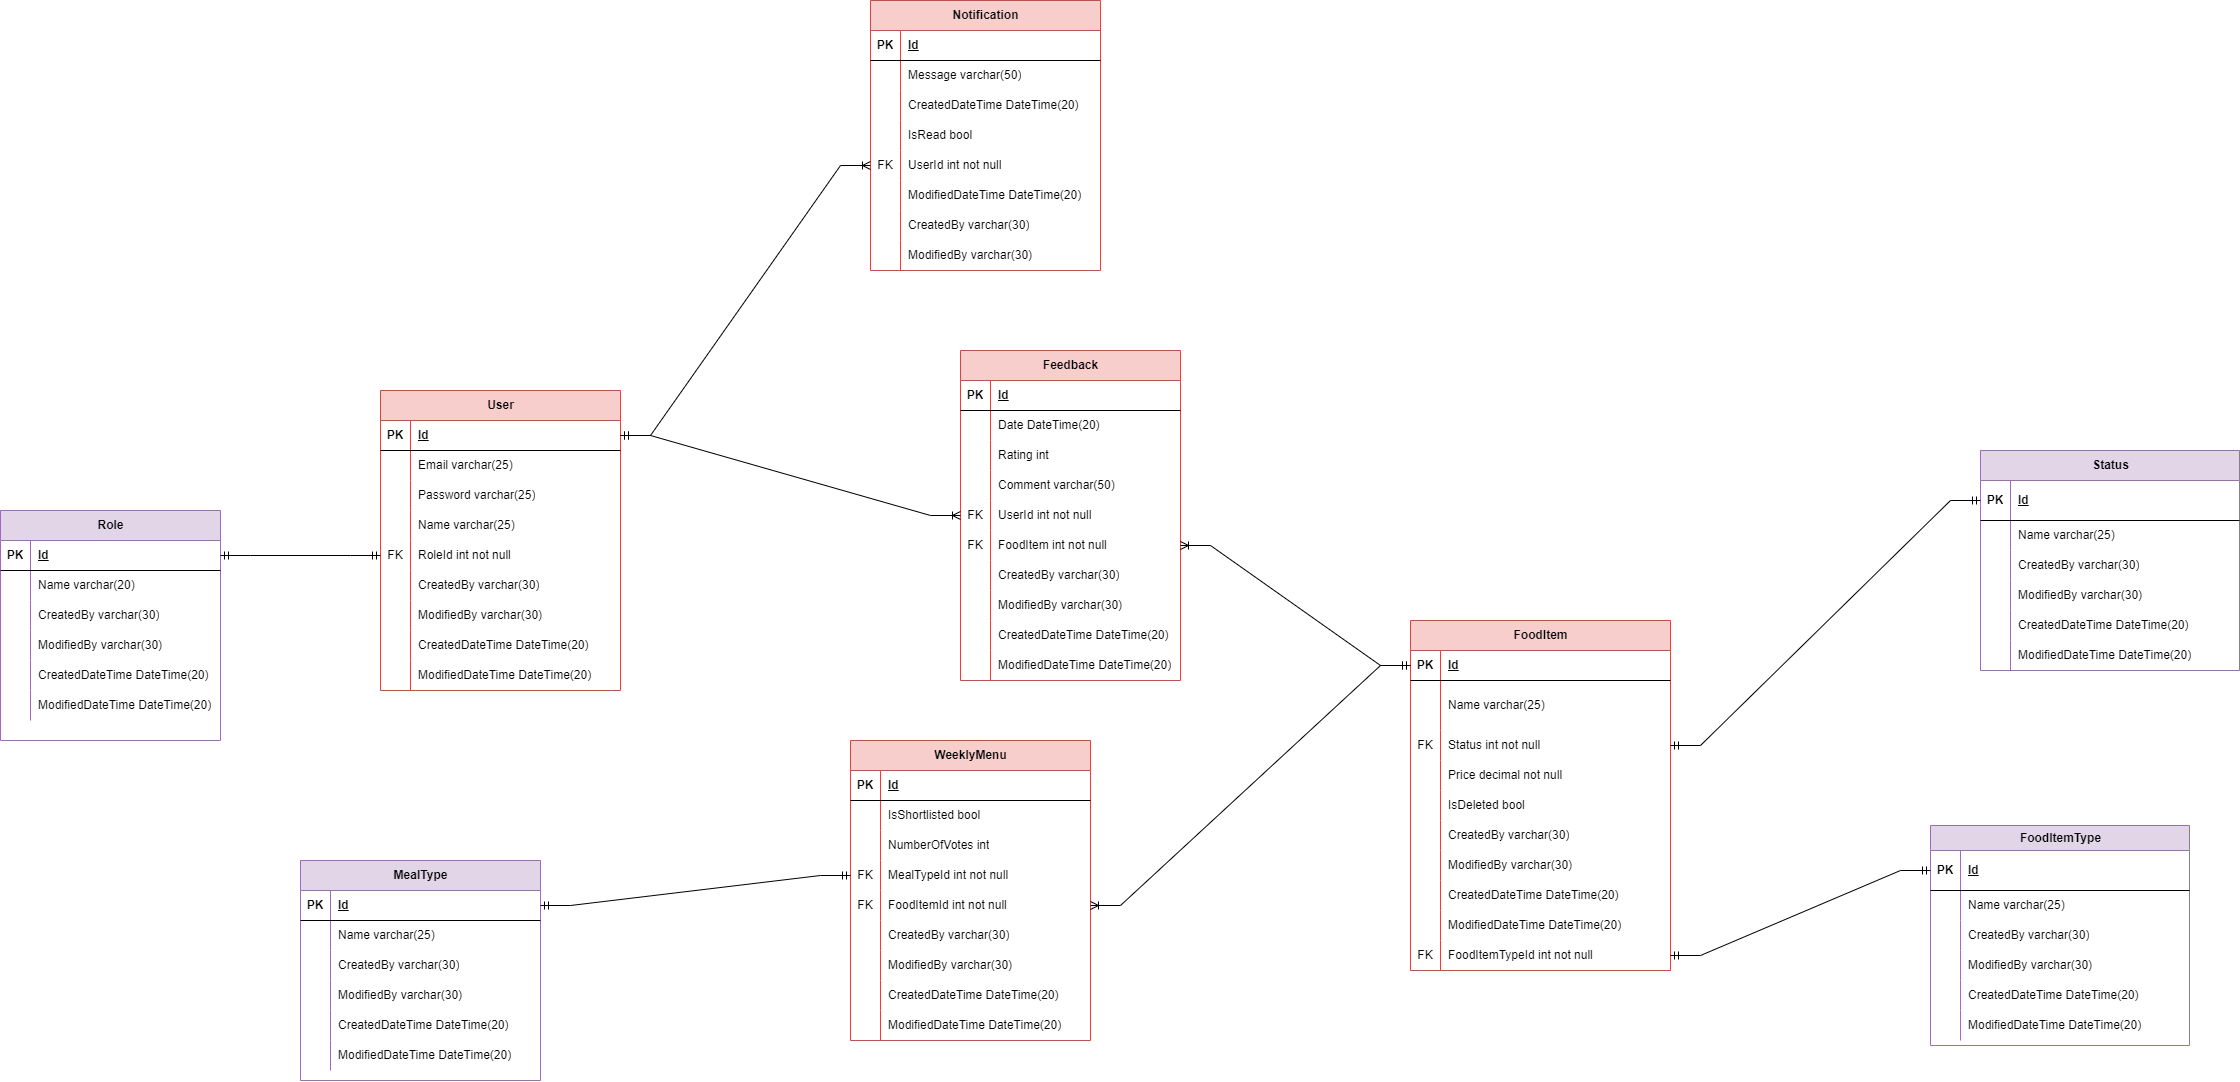 Notification
PK Id
Message varchar(50)
CreatedDateTime DateTime(20)
IsRead bool
FK UserId int not null
ModifiedDateTime DateTime(20)
CreatedBy varchar(30)
ModifiedBy varchar(30)
Feedback
PK Id
Date DateTime(20)
Rating int
Comment varchar(50)
FK UserId int not null
FK FoodItem int not null
CreatedBy varchar(30)
ModifiedBy varchar(30)
CreatedDateTime DateTime(20)
ModifiedDateTime DateTime(20)
User
PK Id
Email varchar(25)
Password varchar(25)
Name varchar(25)
FK RoleId int not null
CreatedBy varchar(30)
ModifiedBy varchar(30)
CreatedDateTime DateTime(20)
ModifiedDateTime DateTime(20)
Role
PK Id
Name varchar(20)
CreatedBy varchar(30)
ModifiedBy varchar(30)
CreatedDateTime DateTime(20)
ModifiedDateTime DateTime(20)
Status
PK Id
Name varchar(25)
CreatedBy varchar(30)
ModifiedBy varchar(30)
CreatedDateTime DateTime(20)
ModifiedDateTime DateTime(20)
FoodItem
PK Id
Name varchar(25)
FK Status int not null
Price decimal not null
IsDeleted bool
CreatedBy varchar(30)
ModifiedBy varchar(30)
CreatedDateTime DateTime(20)
ModifiedDateTime DateTime(20)
FK FoodItemTypeId int not null
WeeklyMenu
PK Id
IsShortlisted bool
NumberOfVotes int
FK MealTypeId int not null
FK FoodItemId int not null
CreatedBy varchar(30)
ModifiedBy varchar(30)
CreatedDateTime DateTime(20)
ModifiedDateTime DateTime(20)
MealType
PK Id
Name varchar(25)
CreatedBy varchar(30)
ModifiedBy varchar(30)
CreatedDateTime DateTime(20)
ModifiedDateTime DateTime(20)
FoodItemType
PK Id
Name varchar(25)
CreatedBy varchar(30)
ModifiedBy varchar(30)
CreatedDateTime DateTime(20)
ModifiedDateTime DateTime(20)